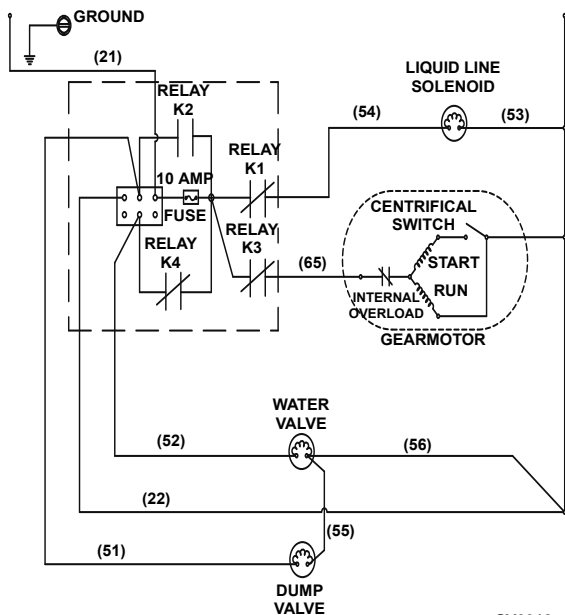 GROUND
(21)
LIQUID LINE
SOLENOID
RELAY
K2
(54)
(53)
RELAY
K1
10 AMP
FUSE
CENTRIFICAL
SWITCH
RELAY
K3
RELAY
K4
(65)
START
RUN
INTERNAL
OVERLOAD
GEARMOTOR
WATER
VALVE
(52)
(56)
(22)
(55)
(51)
DUMP
VALVE